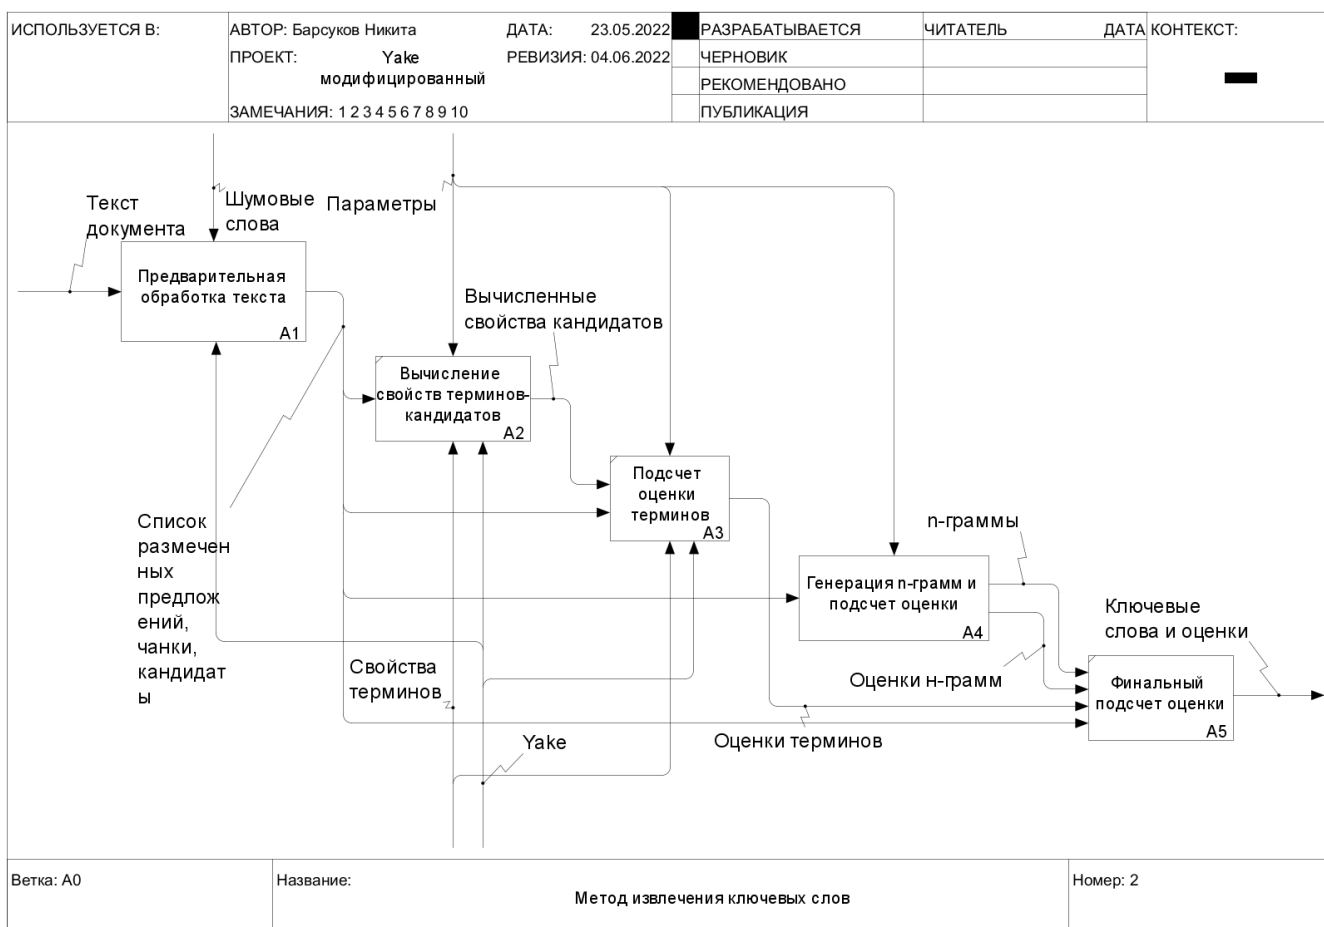 ИСПОЛЬЗУЕТСЯ В:
АВТОР: Барсуков Никита
ДАТА: 23.05.2022
РАЗРАБАТЫВАЕТСЯ
ЧИТАТЕЛЬ
ДАТА
КОНТЕКСТ:
ПРОЕКТ: Yake
модифицированный
РЕВИЗИЯ: 04.06.2022
ЧЕРНОВИК
РЕКОМЕНДОВАНО
ЗАМЕЧАНИЯ: 1 2 3 4 5 6 7 8 9 10
ПУБЛИКАЦИЯ
Текст
документа
Шумовые
слова
Параметры
Предварительная
обработка текста
A1
Вычисленные
свойства кандидатов
Вычисление
свойств терминов-
кандидатов
A2
Подсчет
оценки
терминов
A3
Список
размечен
ных
предлож
ений,
чанки,
кандидат
ы
n-граммы
Генерация n-грамм и
подсчет оценки
A4
Ключевые
слова и оценки
Свойства
терминов
Оценки н-грамм
Финальный
подсчет оценки
A5
Yake
Оценки терминов
Ветка: A0
Название:
Метод извлечения ключевых слов
Номер: 2